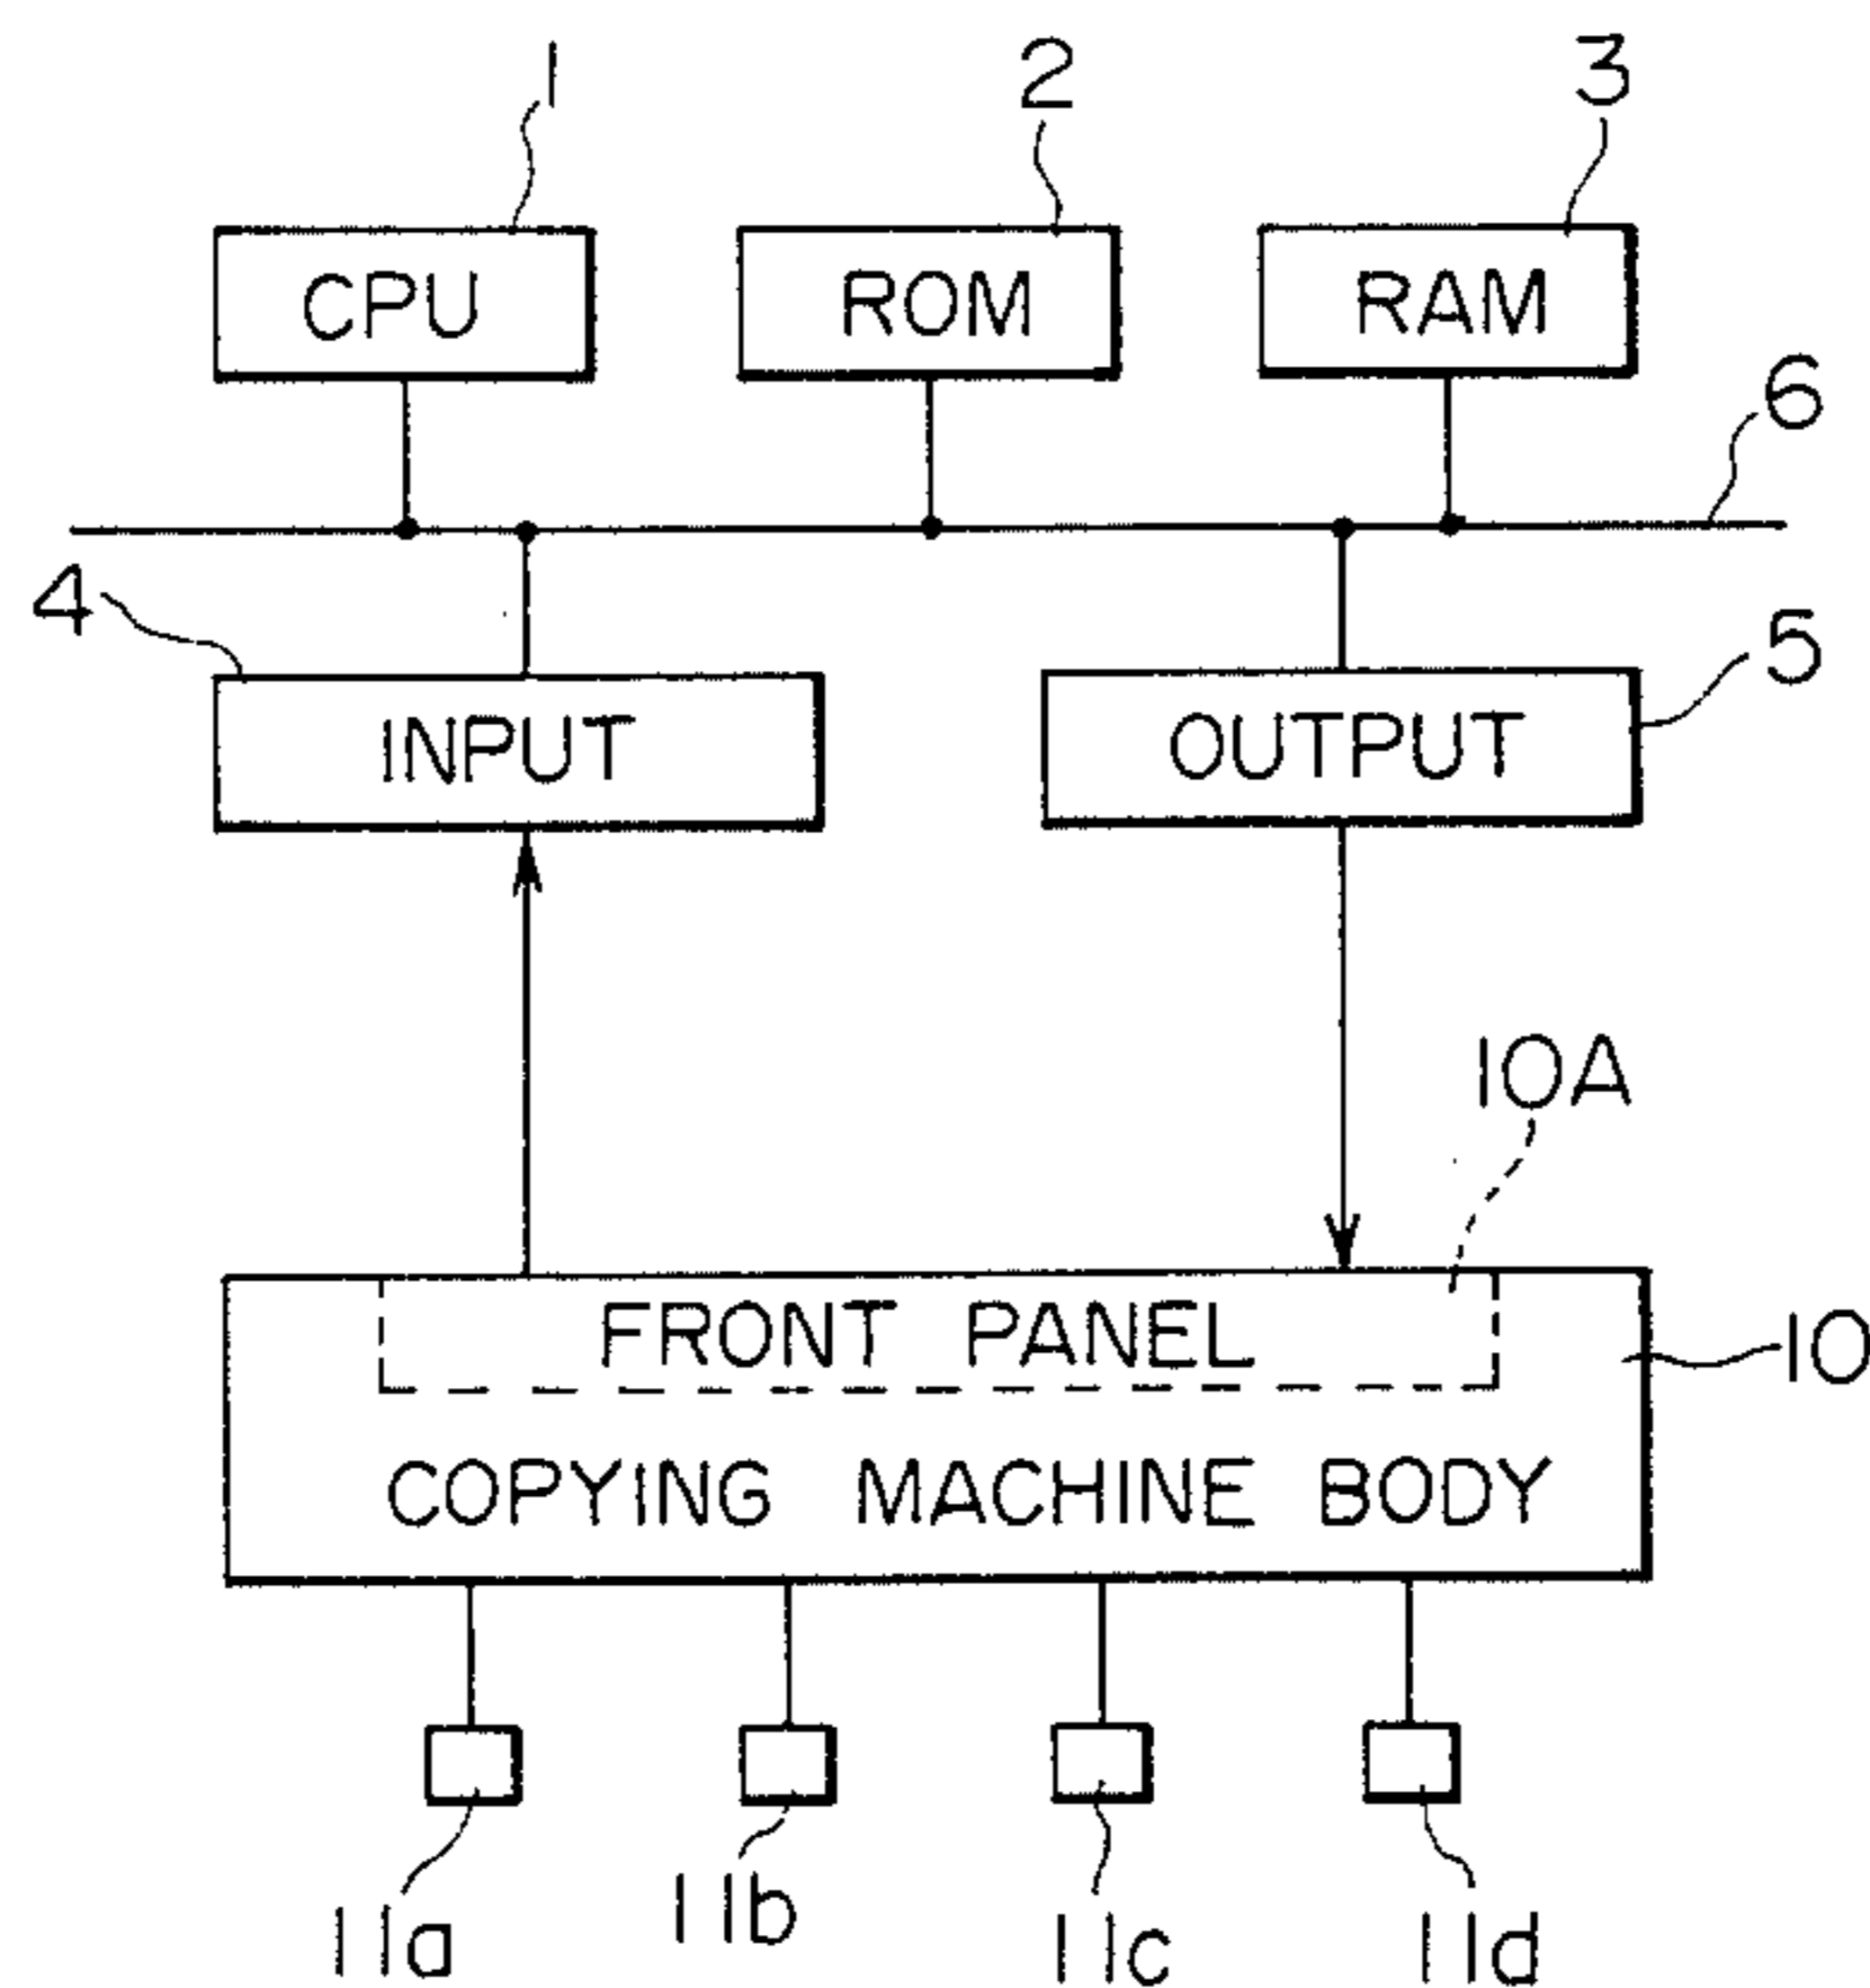 1 2 3
CPU ROM RAM
6
4
5
INPUT OUTPUT
10A
FRONT PANEL
10
COPYING MACHINE BODY
11a 11b 11c 11d